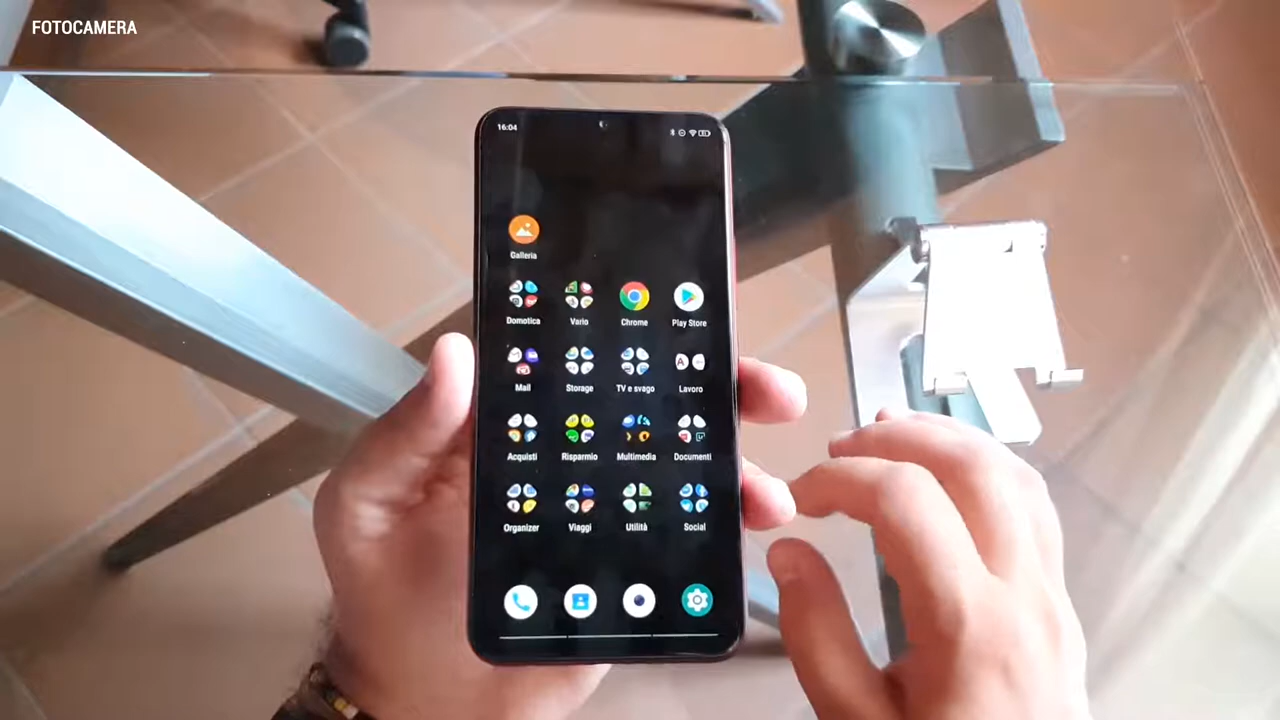 FOTOCAMERA
16:04
Galleria
Domotica Vario Chrome Play Store
Mail Storage TV e svago Lavoro
Acquisti Risparmio Multimedia Documenti
Organizer Viaggi Utilità Social